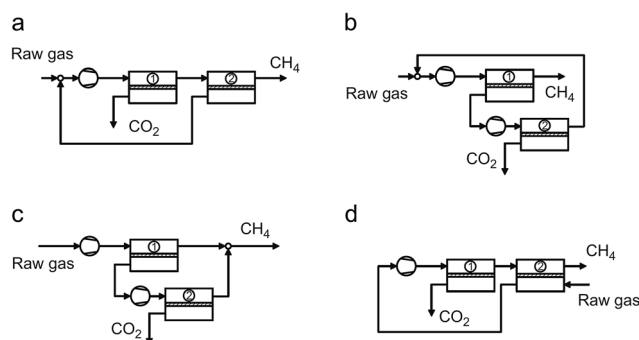 a
Raw gas
① ②
CH₄
CO₂
b
Raw gas
①
CH₄
②
CO₂
c
Raw gas
①
CH₄
②
CO₂
d
① ②
CH₄
Raw gas
CO₂